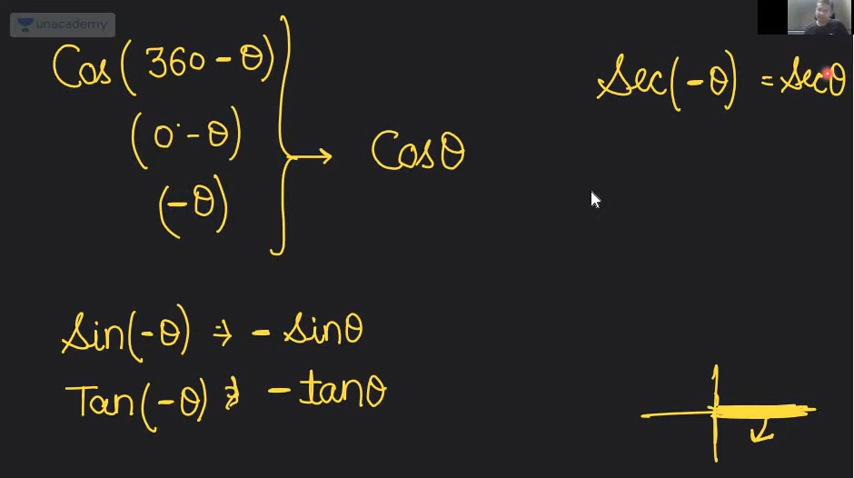 unacademy
Cos(360 - θ)
(0° - θ)
(-θ)
→ Cosθ
Sec(-θ) = Secθ
Sin(-θ) ⇒ - Sinθ
Tan(-θ) ⇒ - tanθ